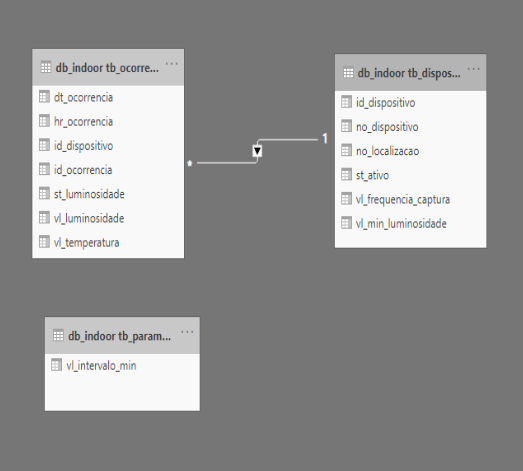 db_indoor tb_ocorre...
dt_ocorrencia
hr_ocorrencia
id_dispositivo
id_ocorrencia
st_luminosidade
vl_luminosidade
vl_temperatura
*
1
db_indoor tb_dispos...
id_dispositivo
no_dispositivo
no_localizacao
st_ativo
vl_frequencia_captura
vl_min_luminosidade
db_indoor tb_param...
vl_intervalo_min